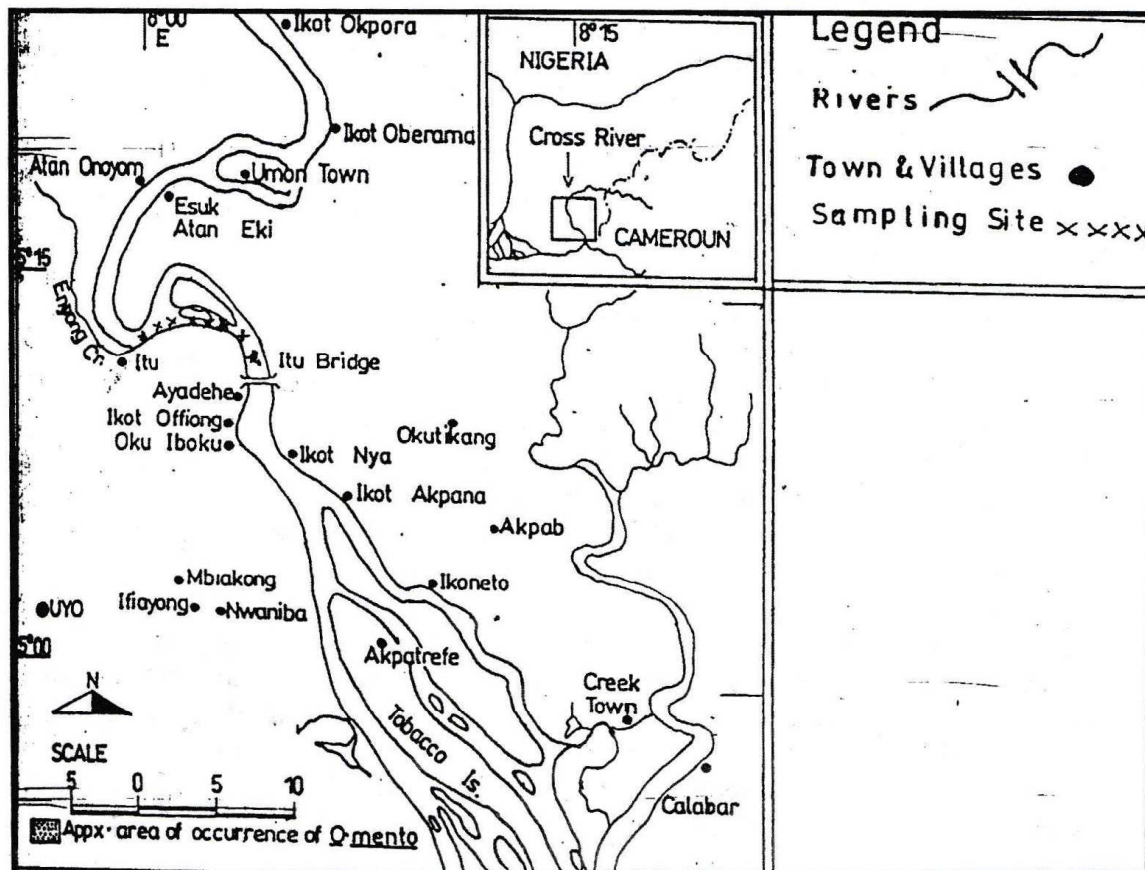 8°00
E
Ikot Okpora
8°15
NIGERIA
Cross River
CAMEROUN
Legend
Rivers
Town & Villages
Sampling Site xxxx
Ikot Oberama
Atan Onoyom
Umon Town
Esuk
Atan Eki
5°15
Enyong Cr.
Itu
Itu Bridge
Ayadehe
Ikot Offiong
Oku Iboku
Okutikang
Ikot Nya
Ikot Akpana
Akpab
Mbiakong
Ikoneto
UYO
Ifiayong
Nwaniba
5°00
Akpatrefe
N
Creek
Town
Tobacco Is.
SCALE
5 0 10
Calabar
Appx. area of occurrence of O. mento